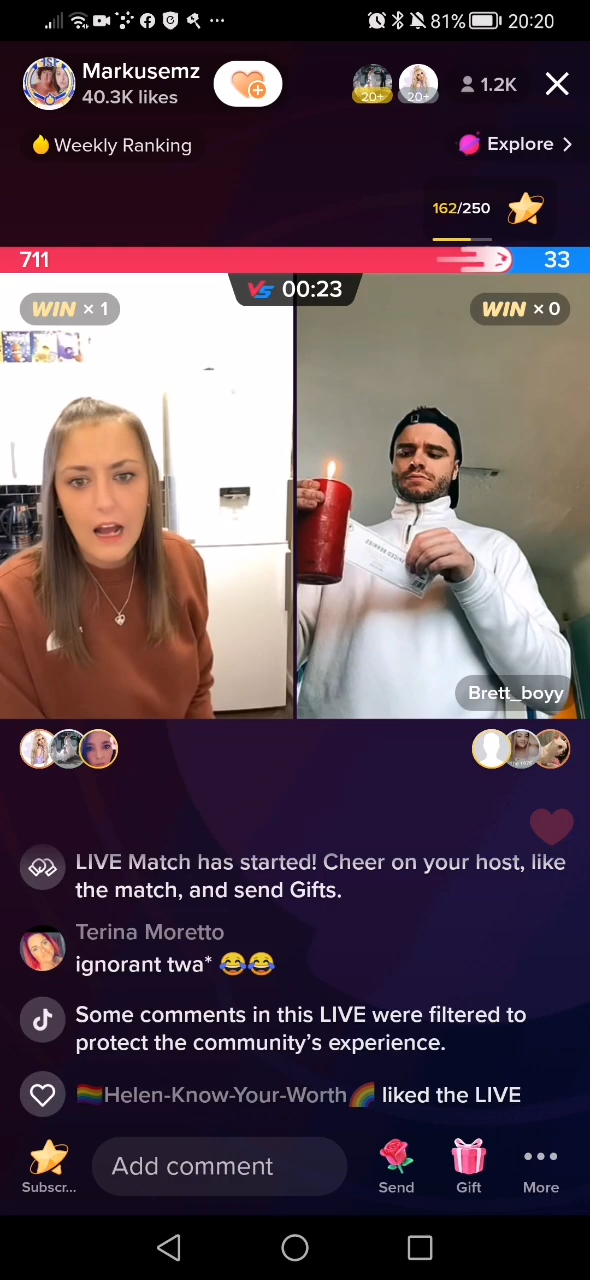 81% 20:20
Markusemz
40.3K likes
20+ 20+
1.2K
Weekly Ranking
Explore >
162/250
711
33
VS 00:23
WIN × 1
WIN × 0
Brett_boyy
LIVE Match has started! Cheer on your host, like
the match, and send Gifts.
Terina Moretto
ignorant twa* 😂😂
Some comments in this LIVE were filtered to
protect the community's experience.
🏳️‍🌈Helen-Know-Your-Worth🌈 liked the LIVE
Add comment
Subscr...
Send
Gift
More